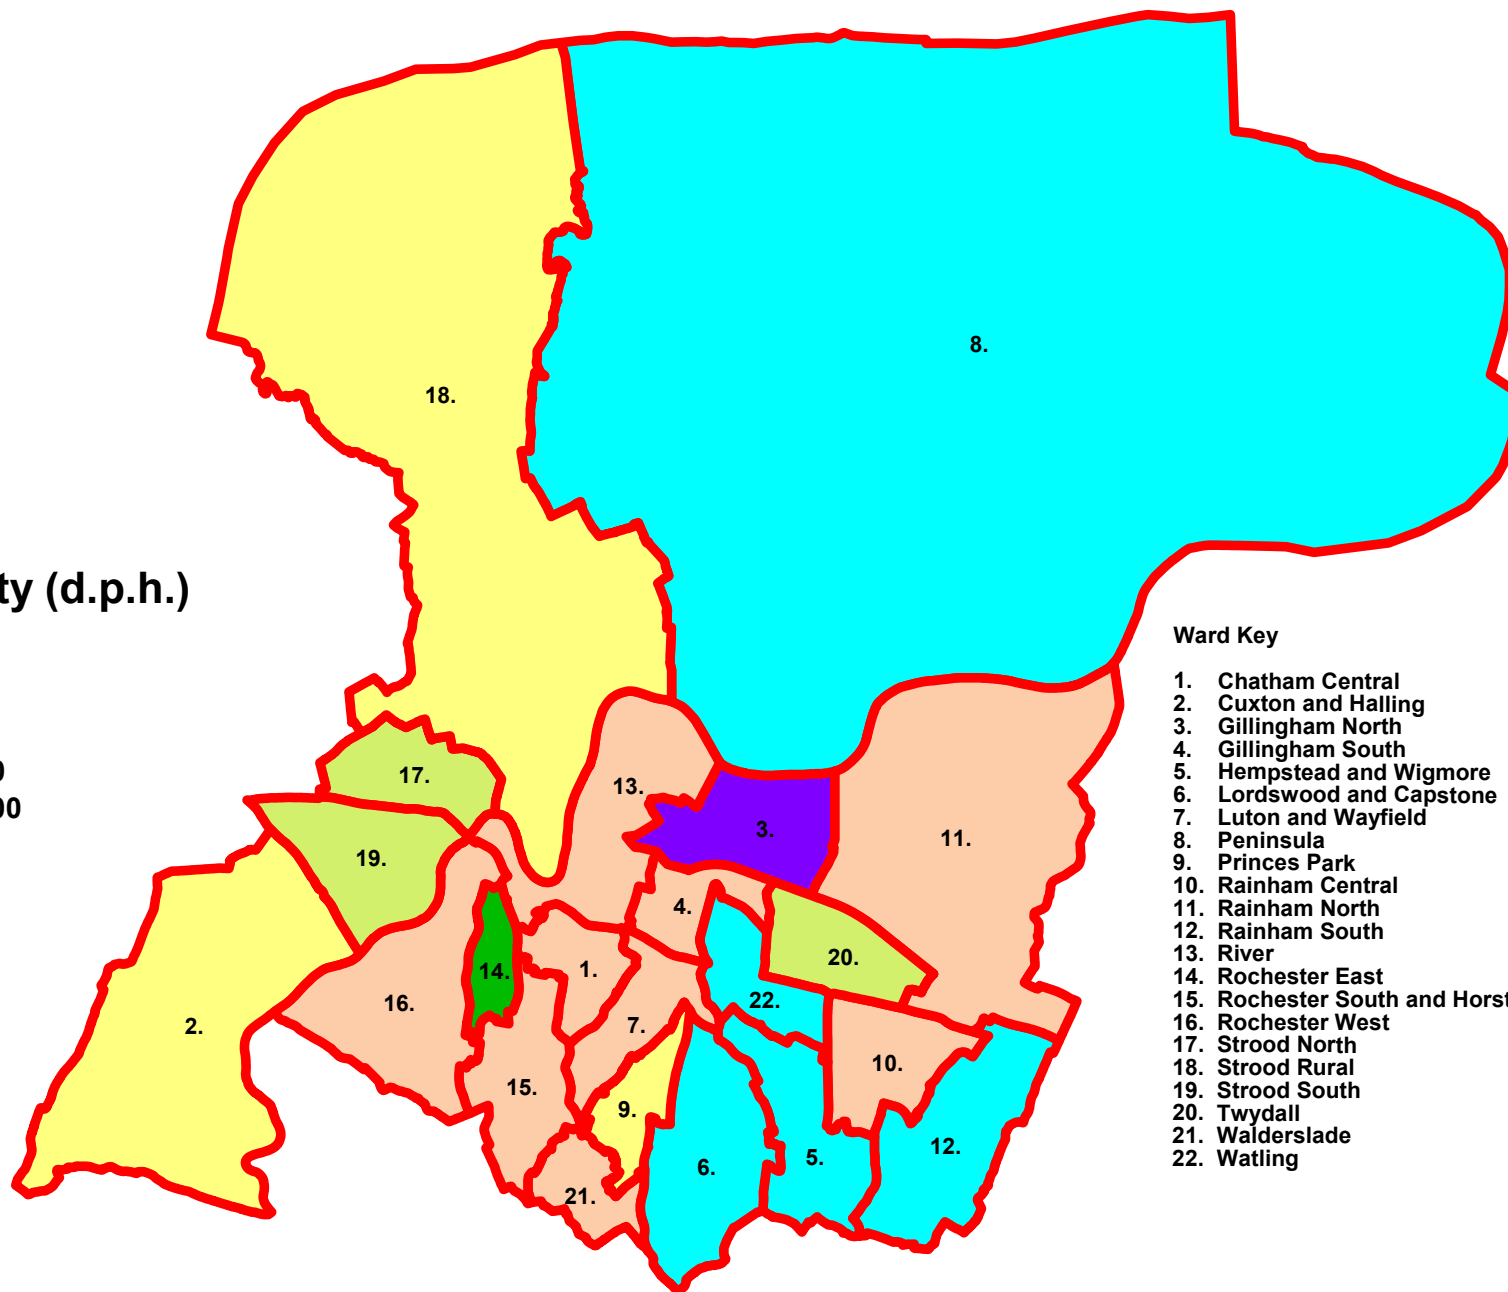 8.
18.
ty (d.p.h.)
Ward Key
1. Chatham Central
2. Cuxton and Halling
3. Gillingham North
4. Gillingham South
5. Hempstead and Wigmore
6. Lordswood and Capstone
7. Luton and Wayfield
8. Peninsula
9. Princes Park
10. Rainham Central
11. Rainham North
12. Rainham South
13. River
14. Rochester East
15. Rochester South and Horst
16. Rochester West
17. Strood North
18. Strood Rural
19. Strood South
20. Twydall
21. Walderslade
22. Watling
0
00
17.
13.
3.
11.
19.
4.
20.
14.
1.
16.
22.
2.
7.
10.
15.
9.
12.
5.
6.
21.